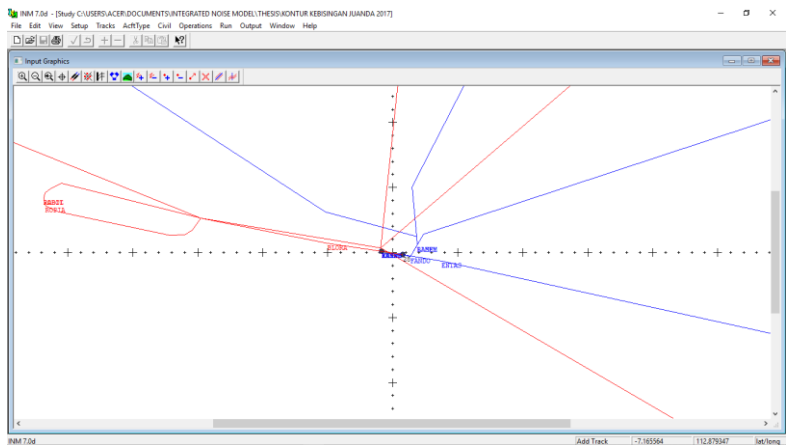 INM 7.0d - [Study C:\USERS\ACER\DOCUMENTS\INTEGRATED NOISE MODEL\THESIS\KONTUR KEBISINGAN JUANDA 2017]
File Edit View Setup Tracks AcftType Civil Operations Run Output Window Help
Input Graphics
RABIT
ENTAS
INM 7.0d
Add Track -7.165564 112.879347 lat/long